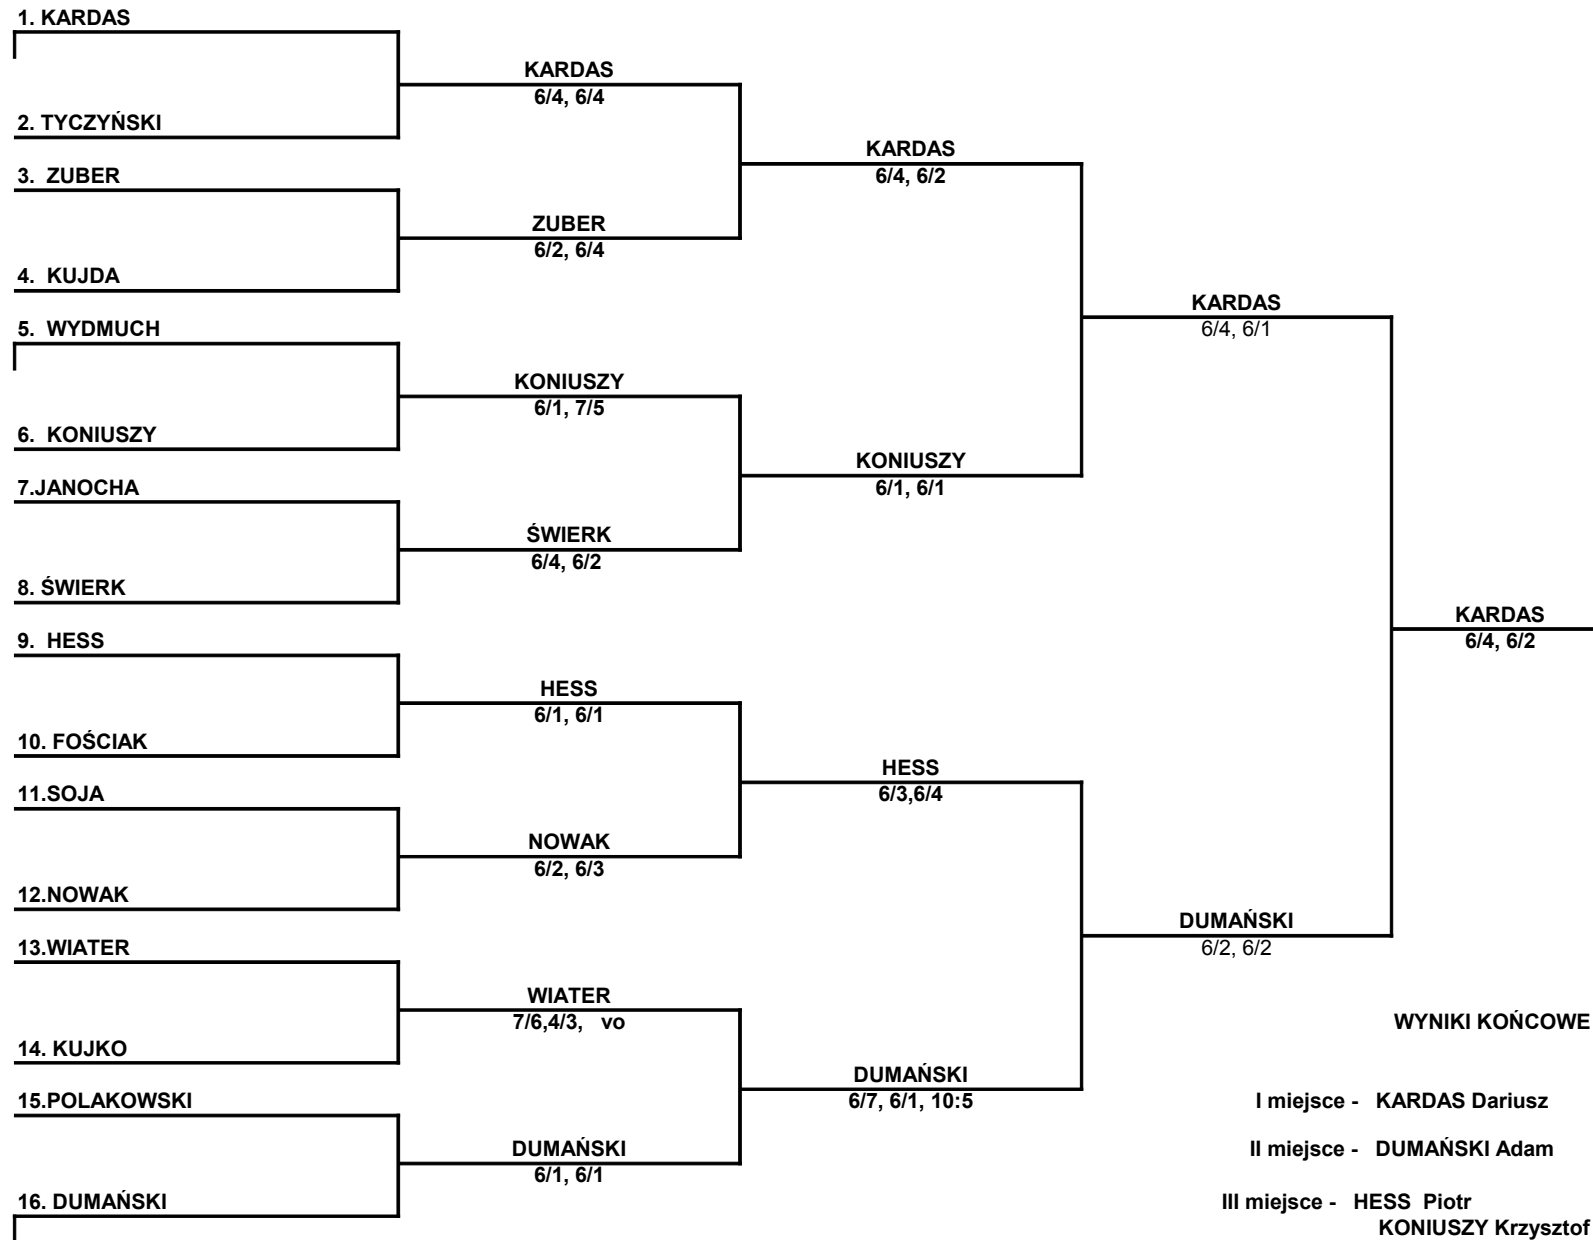 1. KARDAS
KARDAS
6/4, 6/4
2. TYCZYŃSKI
KARDAS
6/4, 6/2
3. ZUBER
ZUBER
6/2, 6/4
4. KUJDA
KARDAS
6/4, 6/1
5. WYDMUCH
KONIUSZY
6/1, 7/5
6. KONIUSZY
KONIUSZY
6/1, 6/1
7.JANOCHA
ŚWIERK
6/4, 6/2
8. ŚWIERK
KARDAS
6/4, 6/2
9. HESS
HESS
6/1, 6/1
10. FOŚCIAK
HESS
6/3,6/4
11.SOJA
NOWAK
6/2, 6/3
12.NOWAK
DUMAŃSKI
6/2, 6/2
13.WIATER
WIATER
7/6,4/3, vo
WYNIKI KOŃCOWE
14. KUJKO
DUMAŃSKI
6/7, 6/1, 10:5
15.POLAKOWSKI
I miejsce - KARDAS Dariusz
DUMAŃSKI
6/1, 6/1
II miejsce - DUMAŃSKI Adam
16. DUMAŃSKI
III miejsce - HESS Piotr
KONIUSZY Krzysztof